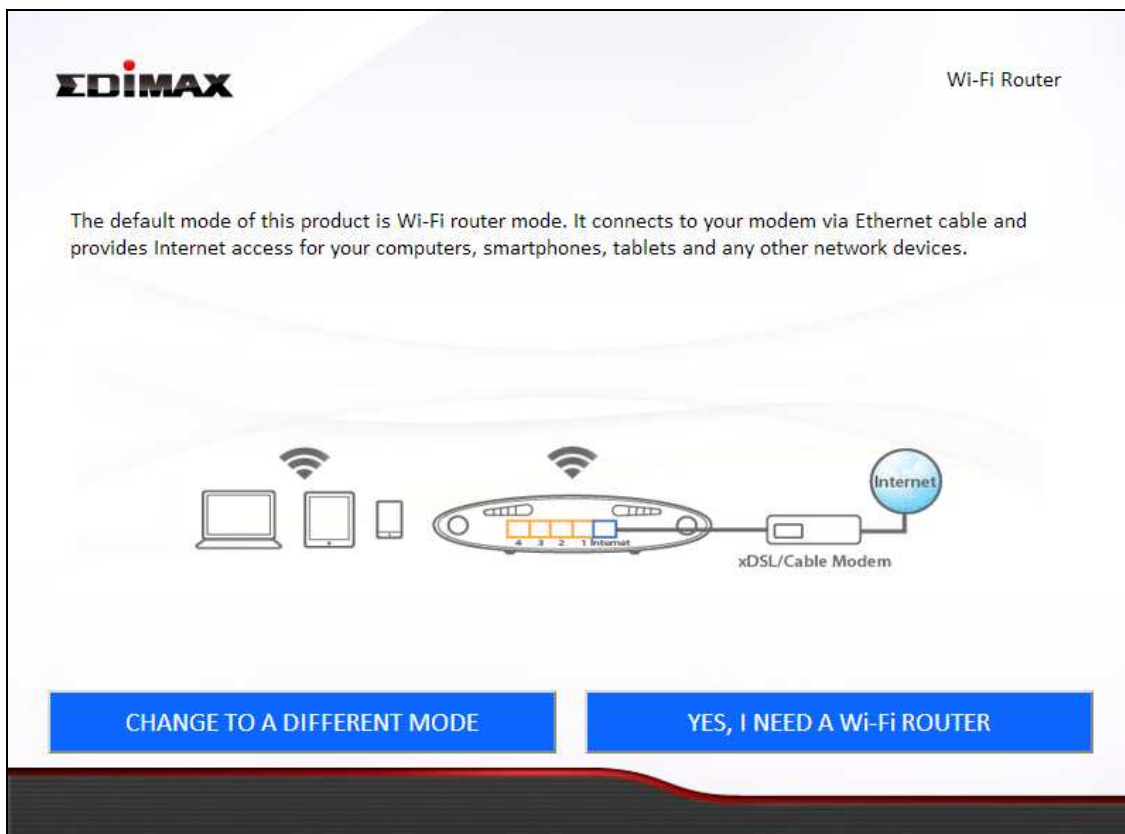 EDIMAX
Wi-Fi Router
The default mode of this product is Wi-Fi router mode. It connects to your modem via Ethernet cable and
provides Internet access for your computers, smartphones, tablets and any other network devices.
Internet
4 3 2 1 Internet
xDSL/Cable Modem
CHANGE TO A DIFFERENT MODE
YES, I NEED A Wi-Fi ROUTER